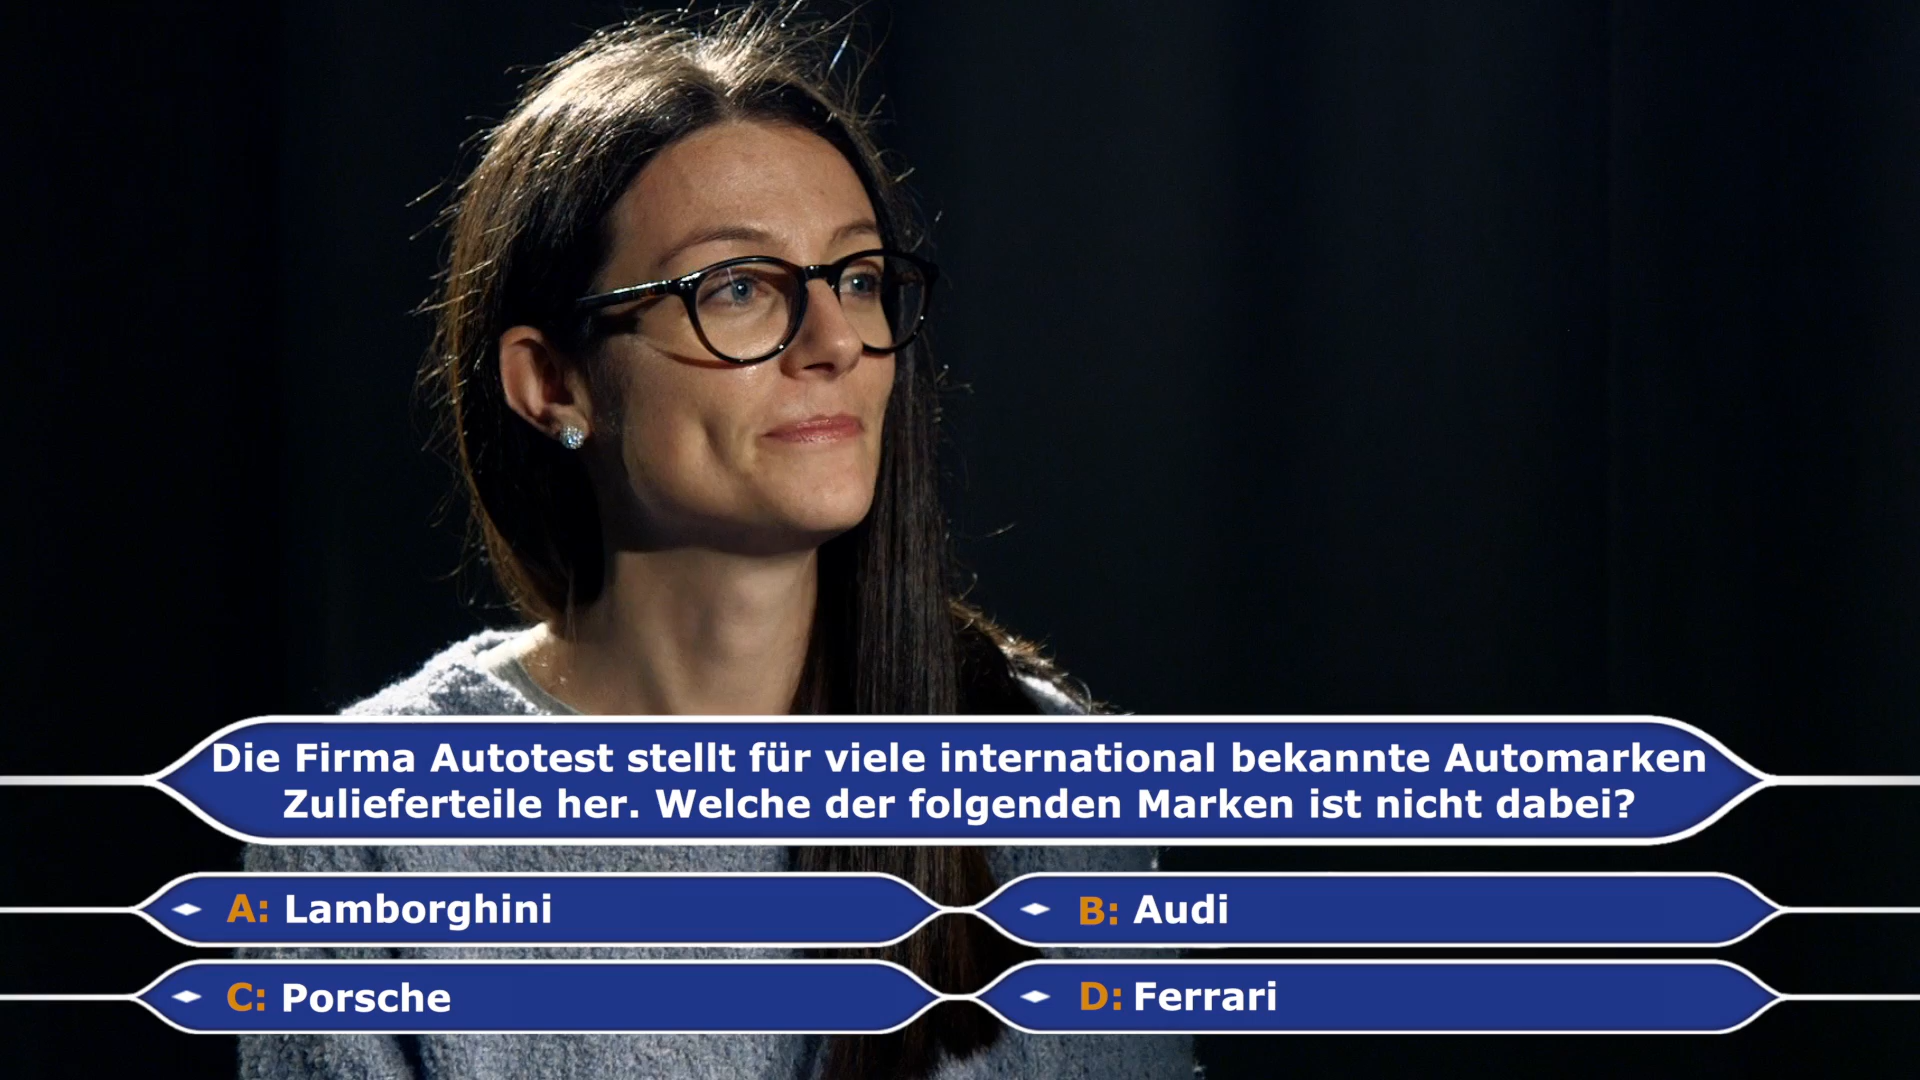 Die Firma Autotest stellt für viele international bekannte Automarken
Zulieferteile her. Welche der folgenden Marken ist nicht dabei?
A: Lamborghini
B: Audi
C: Porsche
D: Ferrari